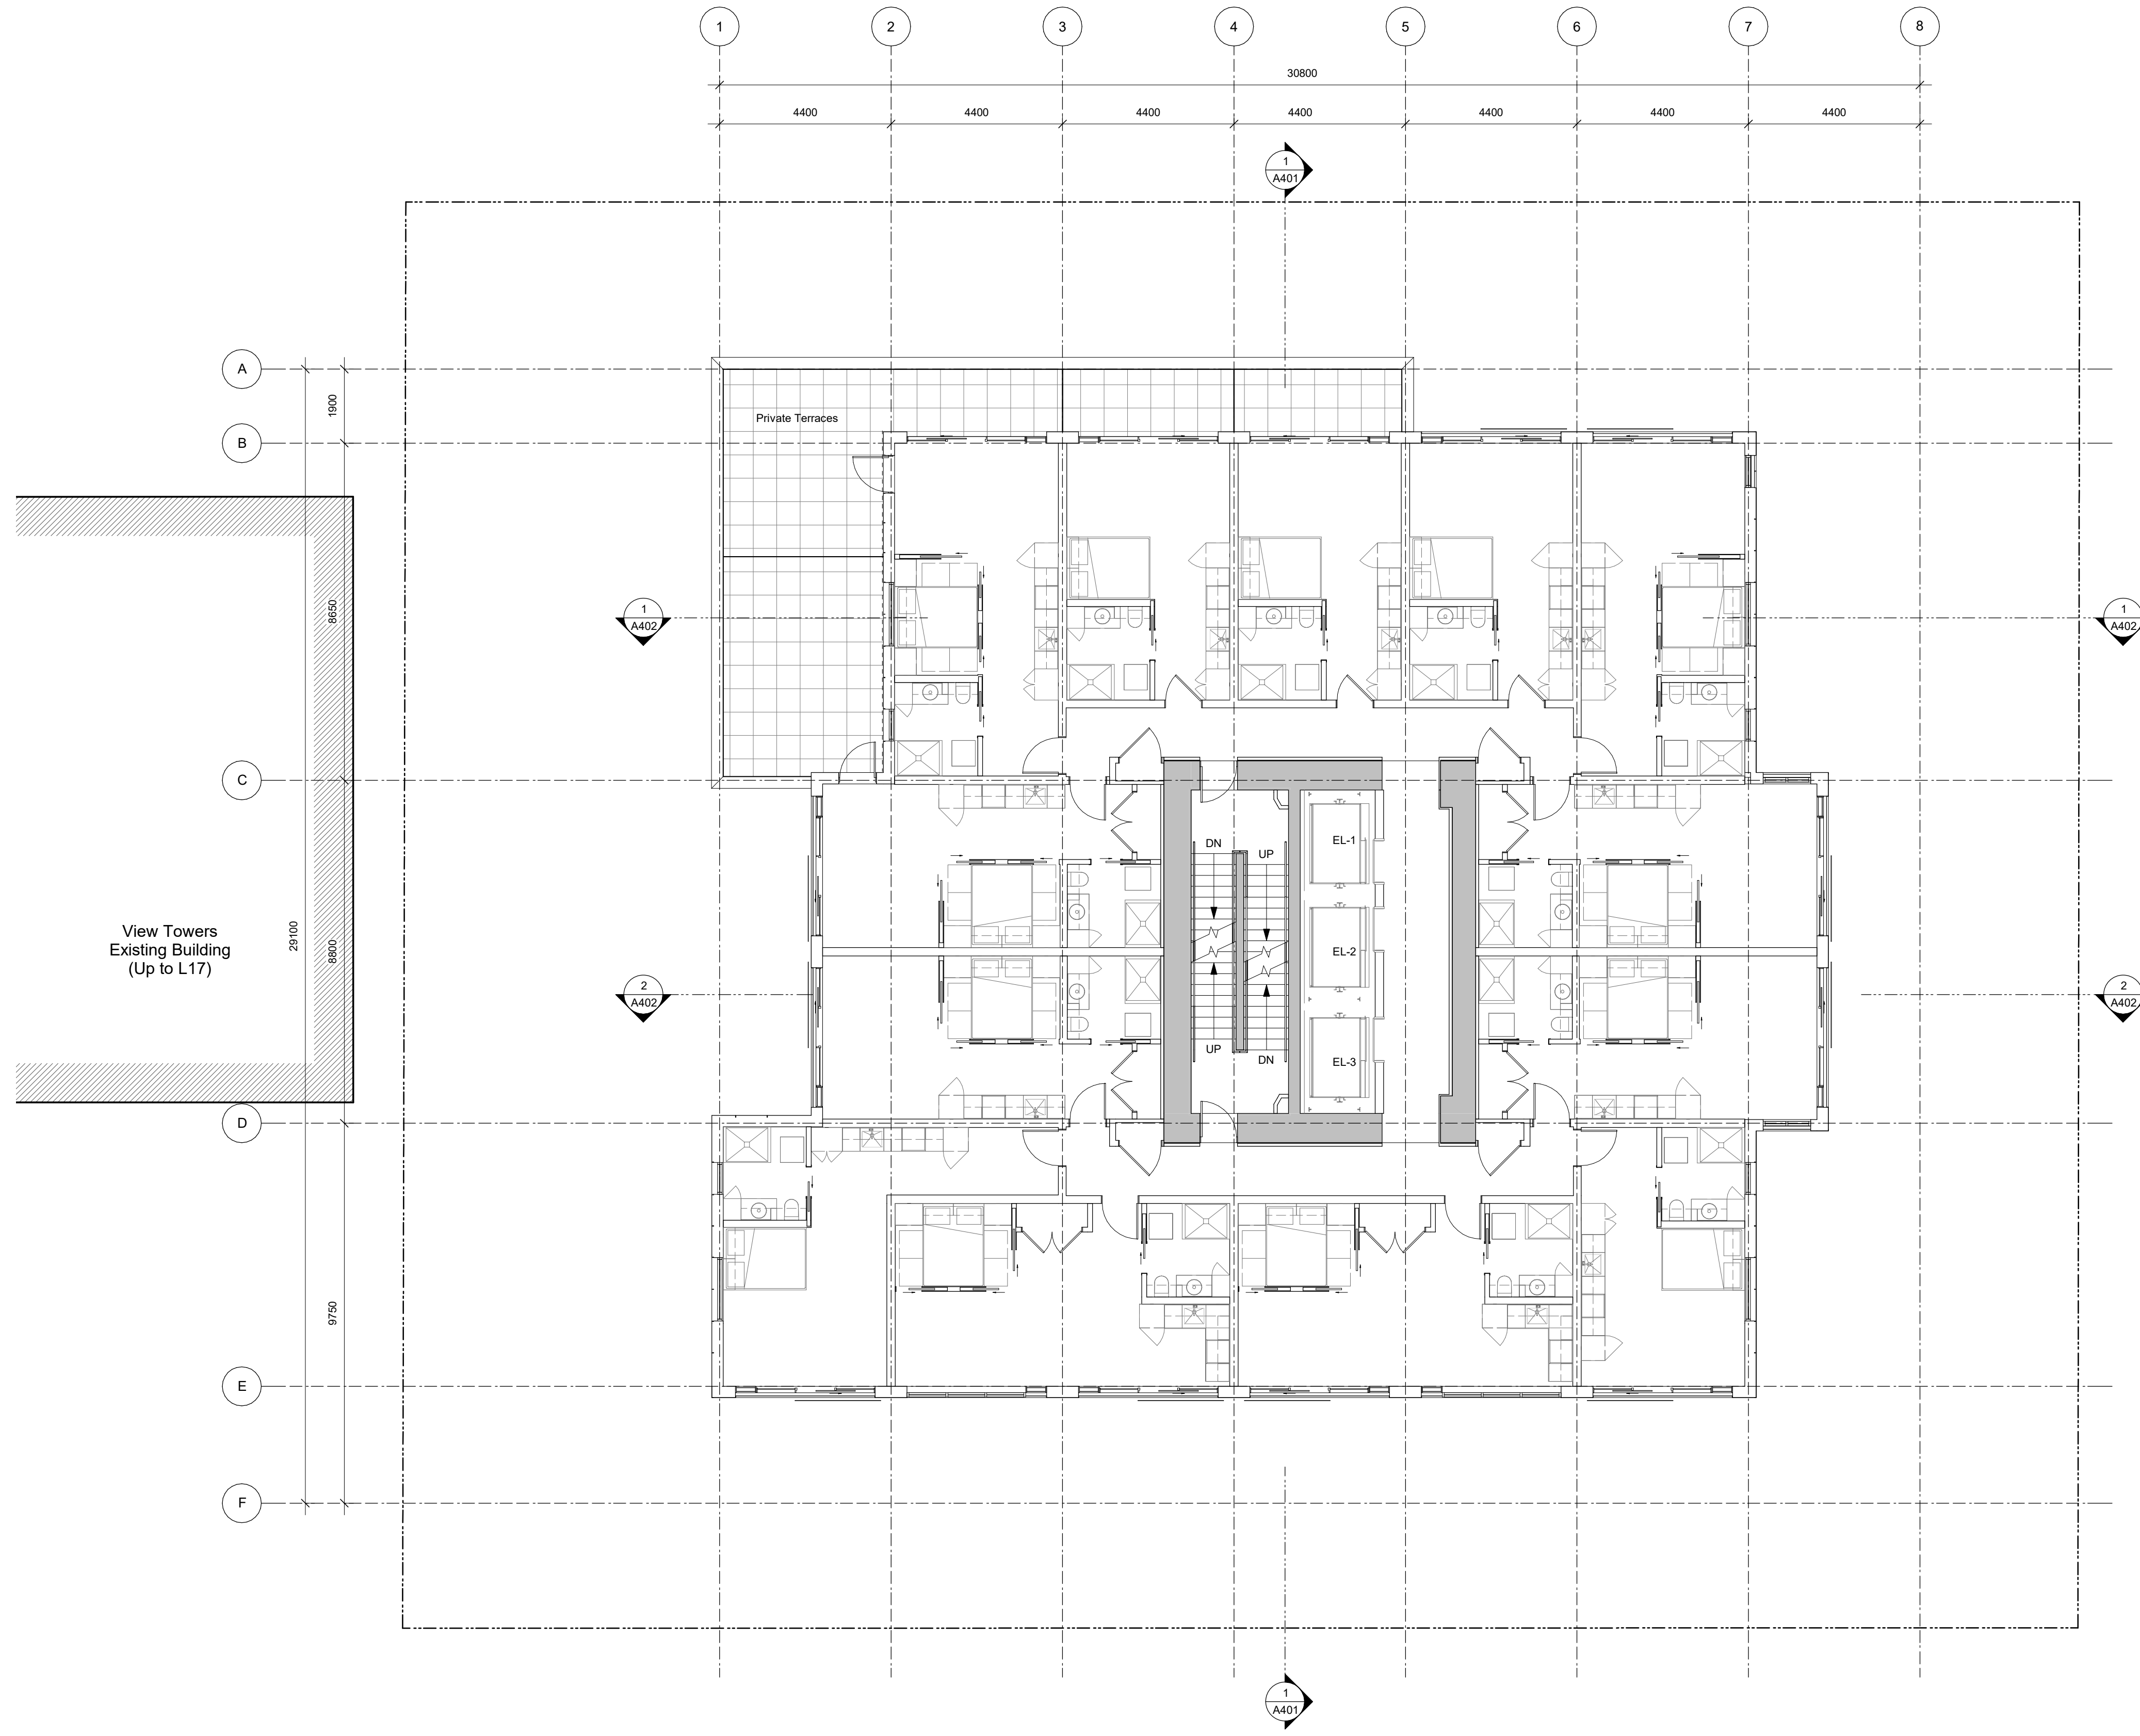 1
2
3
4
5
6
7
8
30800
4400
4400
4400
4400
4400
4400
4400
1
A401
A
1900
B
Private Terraces
8650
1
A402
1
A402
C
DN
UP
EL-1
View Towers
Existing Building
(Up to L17)
29100
8800
EL-2
2
A402
2
A402
UP
DN
EL-3
D
9750
E
F
1
A401